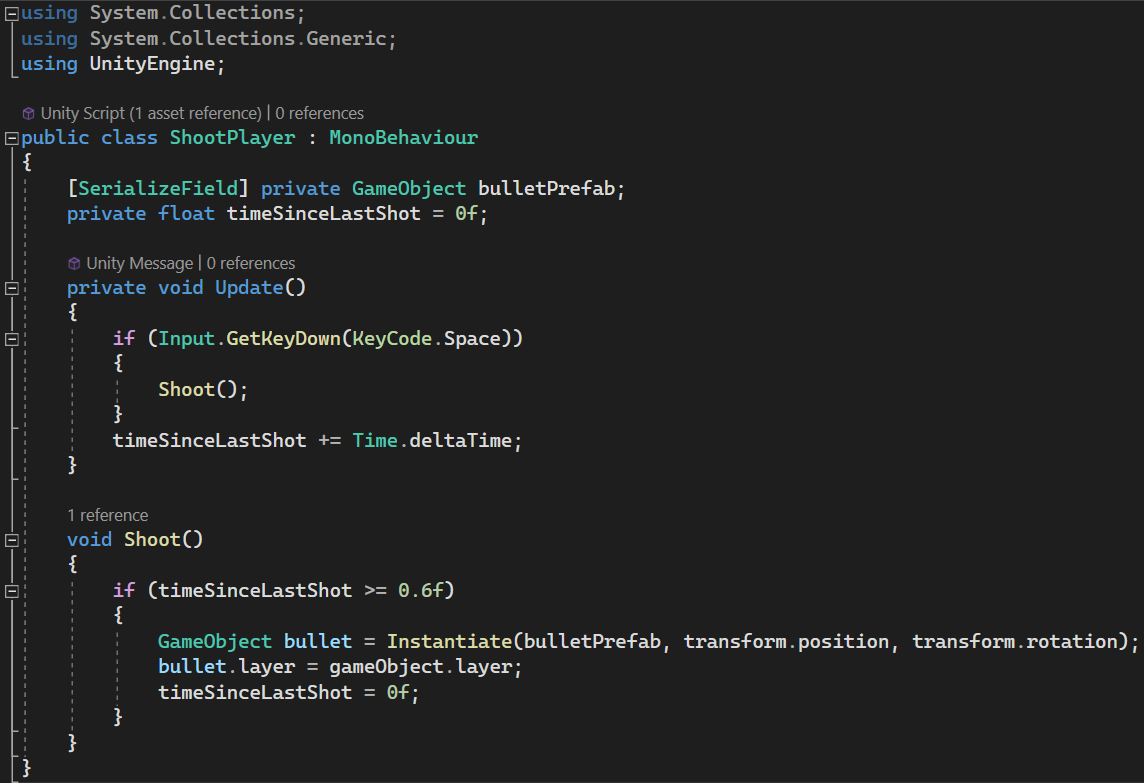 using System.Collections;
using System.Collections.Generic;
using UnityEngine;
Unity Script (1 asset reference) | 0 references
public class ShootPlayer : MonoBehaviour
{
[SerializeField] private GameObject bulletPrefab;
private float timeSinceLastShot = 0f;
Unity Message | 0 references
private void Update()
{
if (Input.GetKeyDown(KeyCode.Space))
{
Shoot();
}
timeSinceLastShot += Time.deltaTime;
}
1 reference
void Shoot()
{
if (timeSinceLastShot >= 0.6f)
{
GameObject bullet = Instantiate(bulletPrefab, transform.position, transform.rotation);
bullet.layer = gameObject.layer;
timeSinceLastShot = 0f;
}
}
}